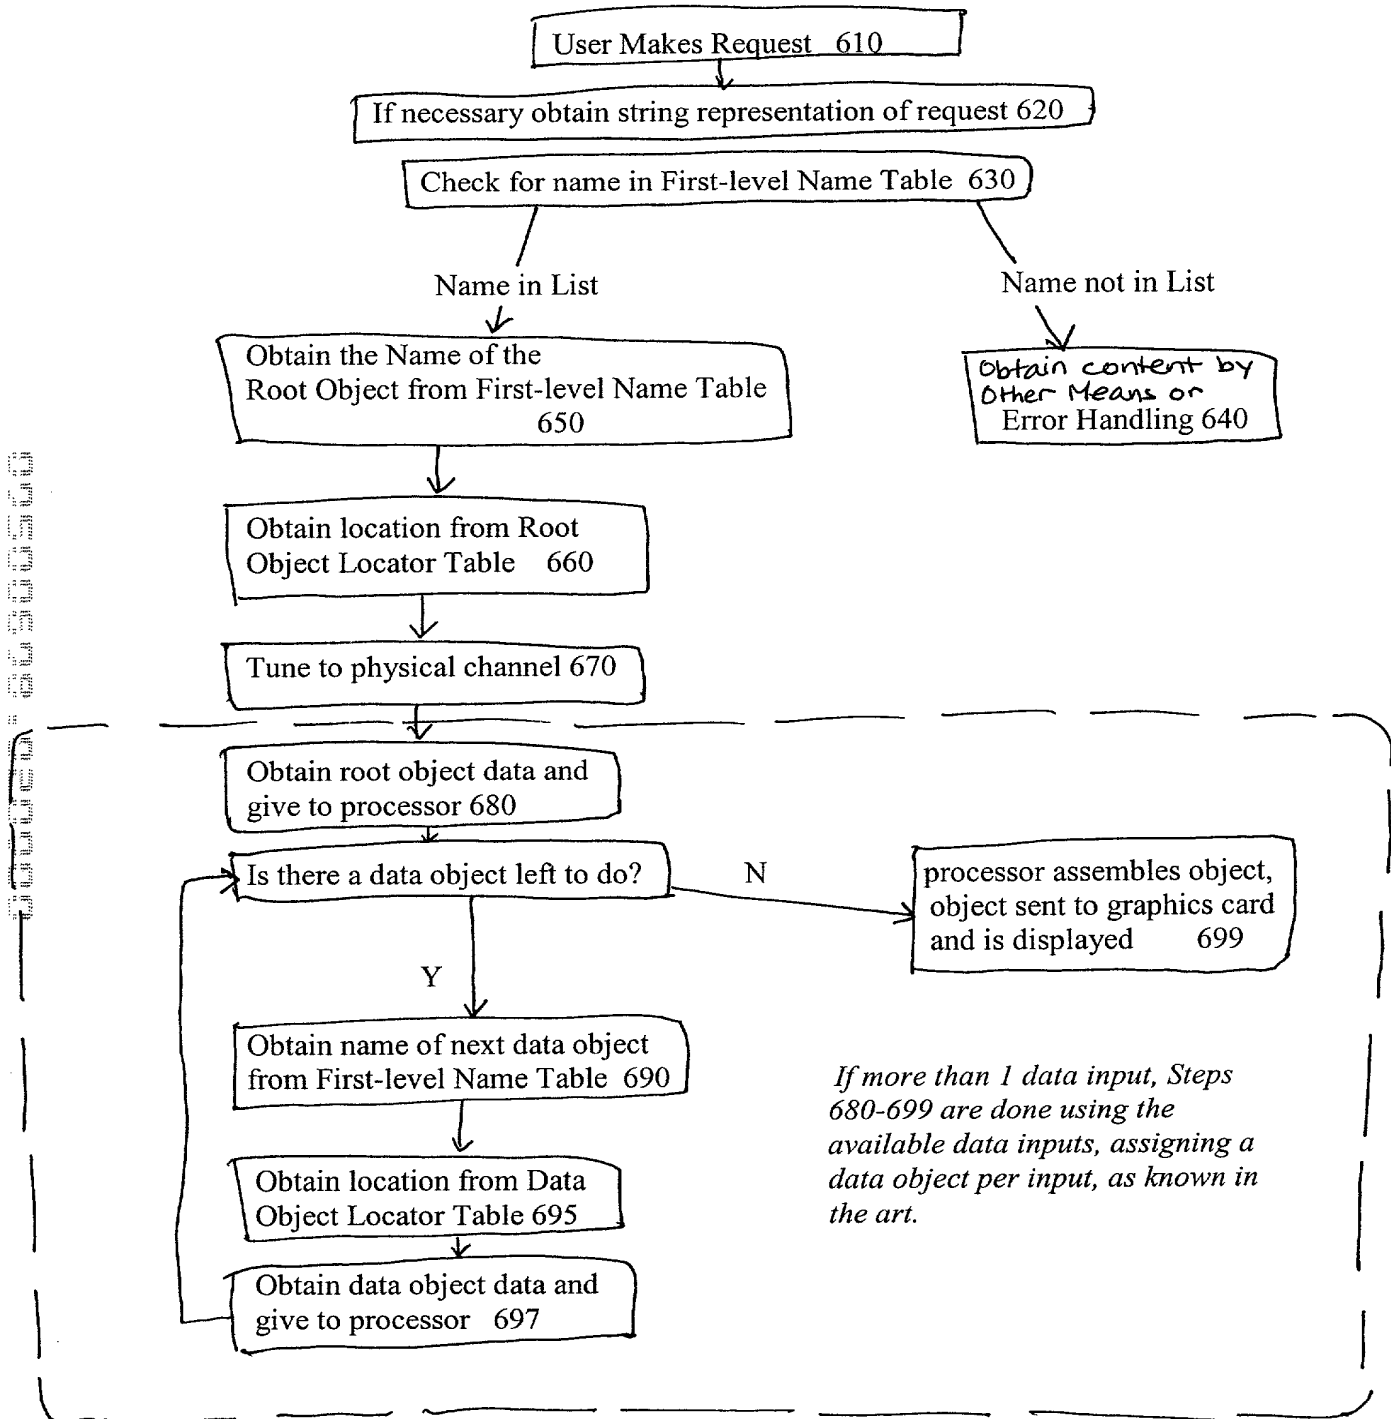 User Makes Request 610
If necessary obtain string representation of request 620
Check for name in First-level Name Table 630
Name in List
Name not in List
Obtain the Name of the
Root Object from First-level Name Table
650
Obtain content by
Other Means or
Error Handling 640
Obtain location from Root
Object Locator Table 660
Tune to physical channel 670
Obtain root object data and
give to processor 680
Is there a data object left to do?
N
processor assembles object,
object sent to graphics card
and is displayed 699
Y
Obtain name of next data object
from First-level Name Table 690
If more than 1 data input, Steps
680-699 are done using the
available data inputs, assigning a
data object per input, as known in
the art.
Obtain location from Data
Object Locator Table 695
Obtain data object data and
give to processor 697